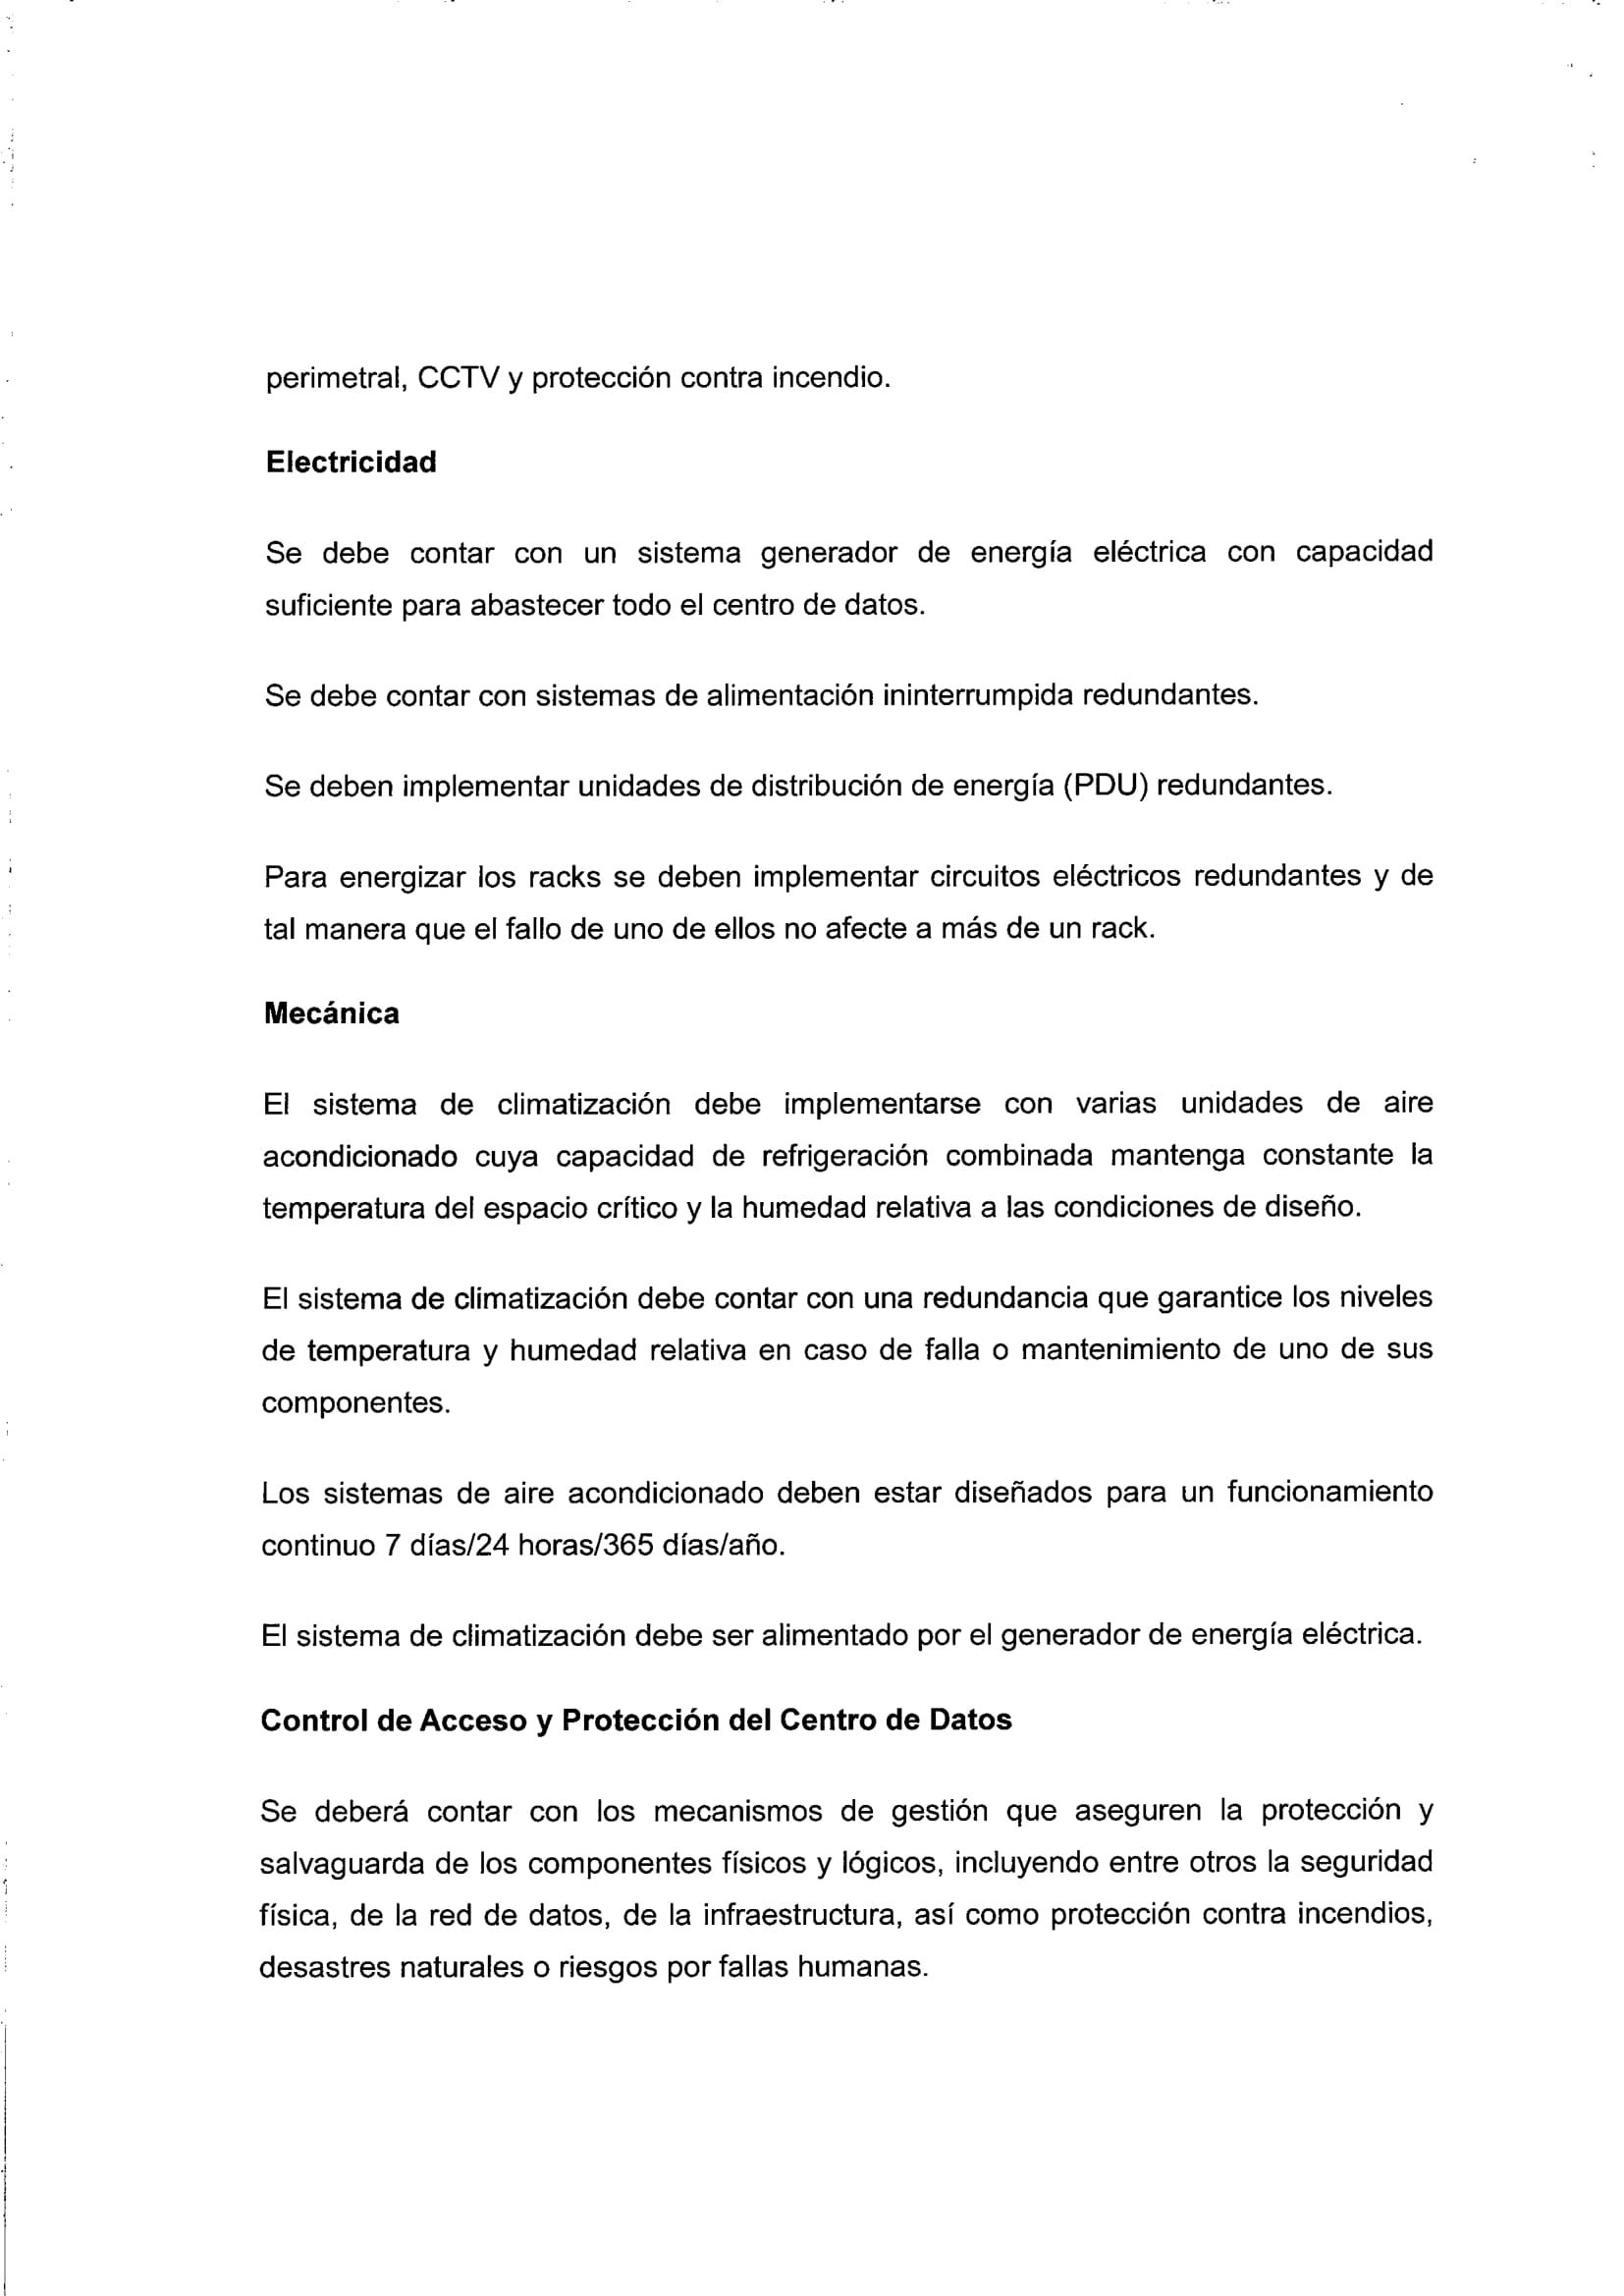 perimetral, CCTV y protección contra incendio.
Electricidad
Se debe contar con un sistema generador de energía eléctrica con capacidad
suficiente para abastecer todo el centro de datos.
Se debe contar con sistemas de alimentación ininterrumpida redundantes.
Se deben implementar unidades de distribución de energía (PDU) redundantes.
Para energizar los racks se deben implementar circuitos eléctricos redundantes y de
tal manera que el fallo de uno de ellos no afecte a más de un rack.
Mecánica
El sistema de climatización debe implementarse con varias unidades de aire
acondicionado cuya capacidad de refrigeración combinada mantenga constante la
temperatura del espacio crítico y la humedad relativa a las condiciones de diseño.
El sistema de climatización debe contar con una redundancia que garantice los niveles
de temperatura y humedad relativa en caso de falla o mantenimiento de uno de sus
componentes.
Los sistemas de aire acondicionado deben estar diseñados para un funcionamiento
continuo 7 días/24 horas/365 días/año.
El sistema de climatización debe ser alimentado por el generador de energía eléctrica.
Control de Acceso y Protección del Centro de Datos
Se deberá contar con los mecanismos de gestión que aseguren la protección y
salvaguarda de los componentes físicos y lógicos, incluyendo entre otros la seguridad
física, de la red de datos, de la infraestructura, así como protección contra incendios,
desastres naturales o riesgos por fallas humanas.